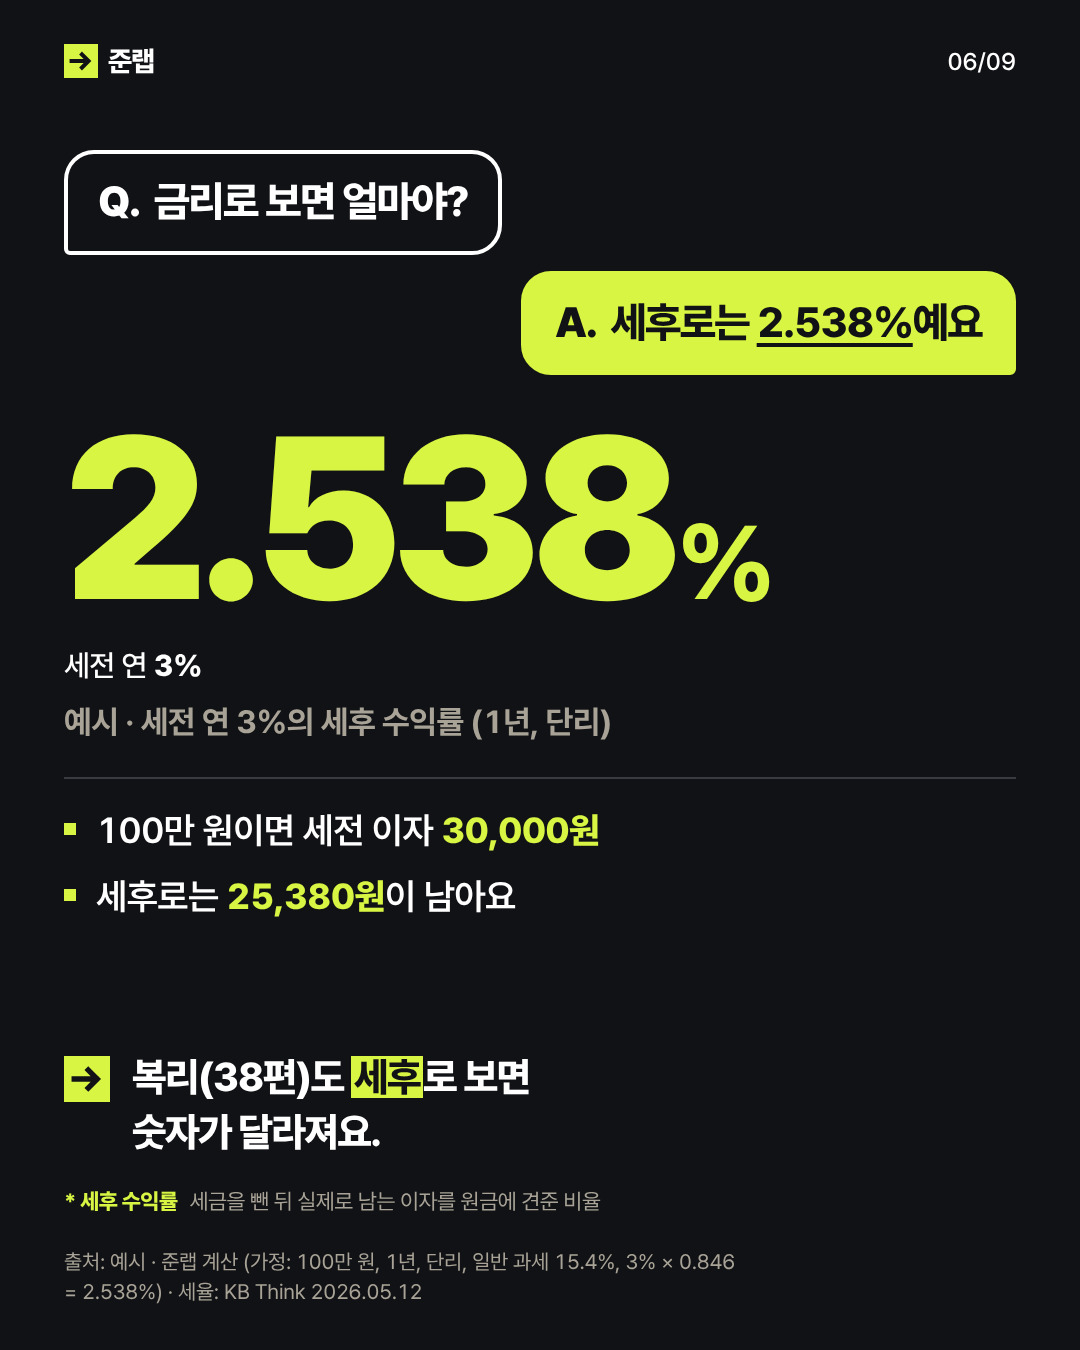 준랩
06/09
Q. 금리로 보면 얼마야?
A. 세후로는 2.538%예요
2.538%
세전 연 3%
예시 · 세전 연 3%의 세후 수익률 (1년, 단리)
100만 원이면 세전 이자 30,000원
세후로는 25,380원이 남아요
복리(38편)도 세후로 보면
숫자가 달라져요.
* 세후 수익률 세금을 뺀 뒤 실제로 남는 이자를 원금에 견준 비율
출처: 예시 · 준랩 계산 (가정: 100만 원, 1년, 단리, 일반 과세 15.4%, 3% × 0.846
= 2.538%) · 세율: KB Think 2026.05.12